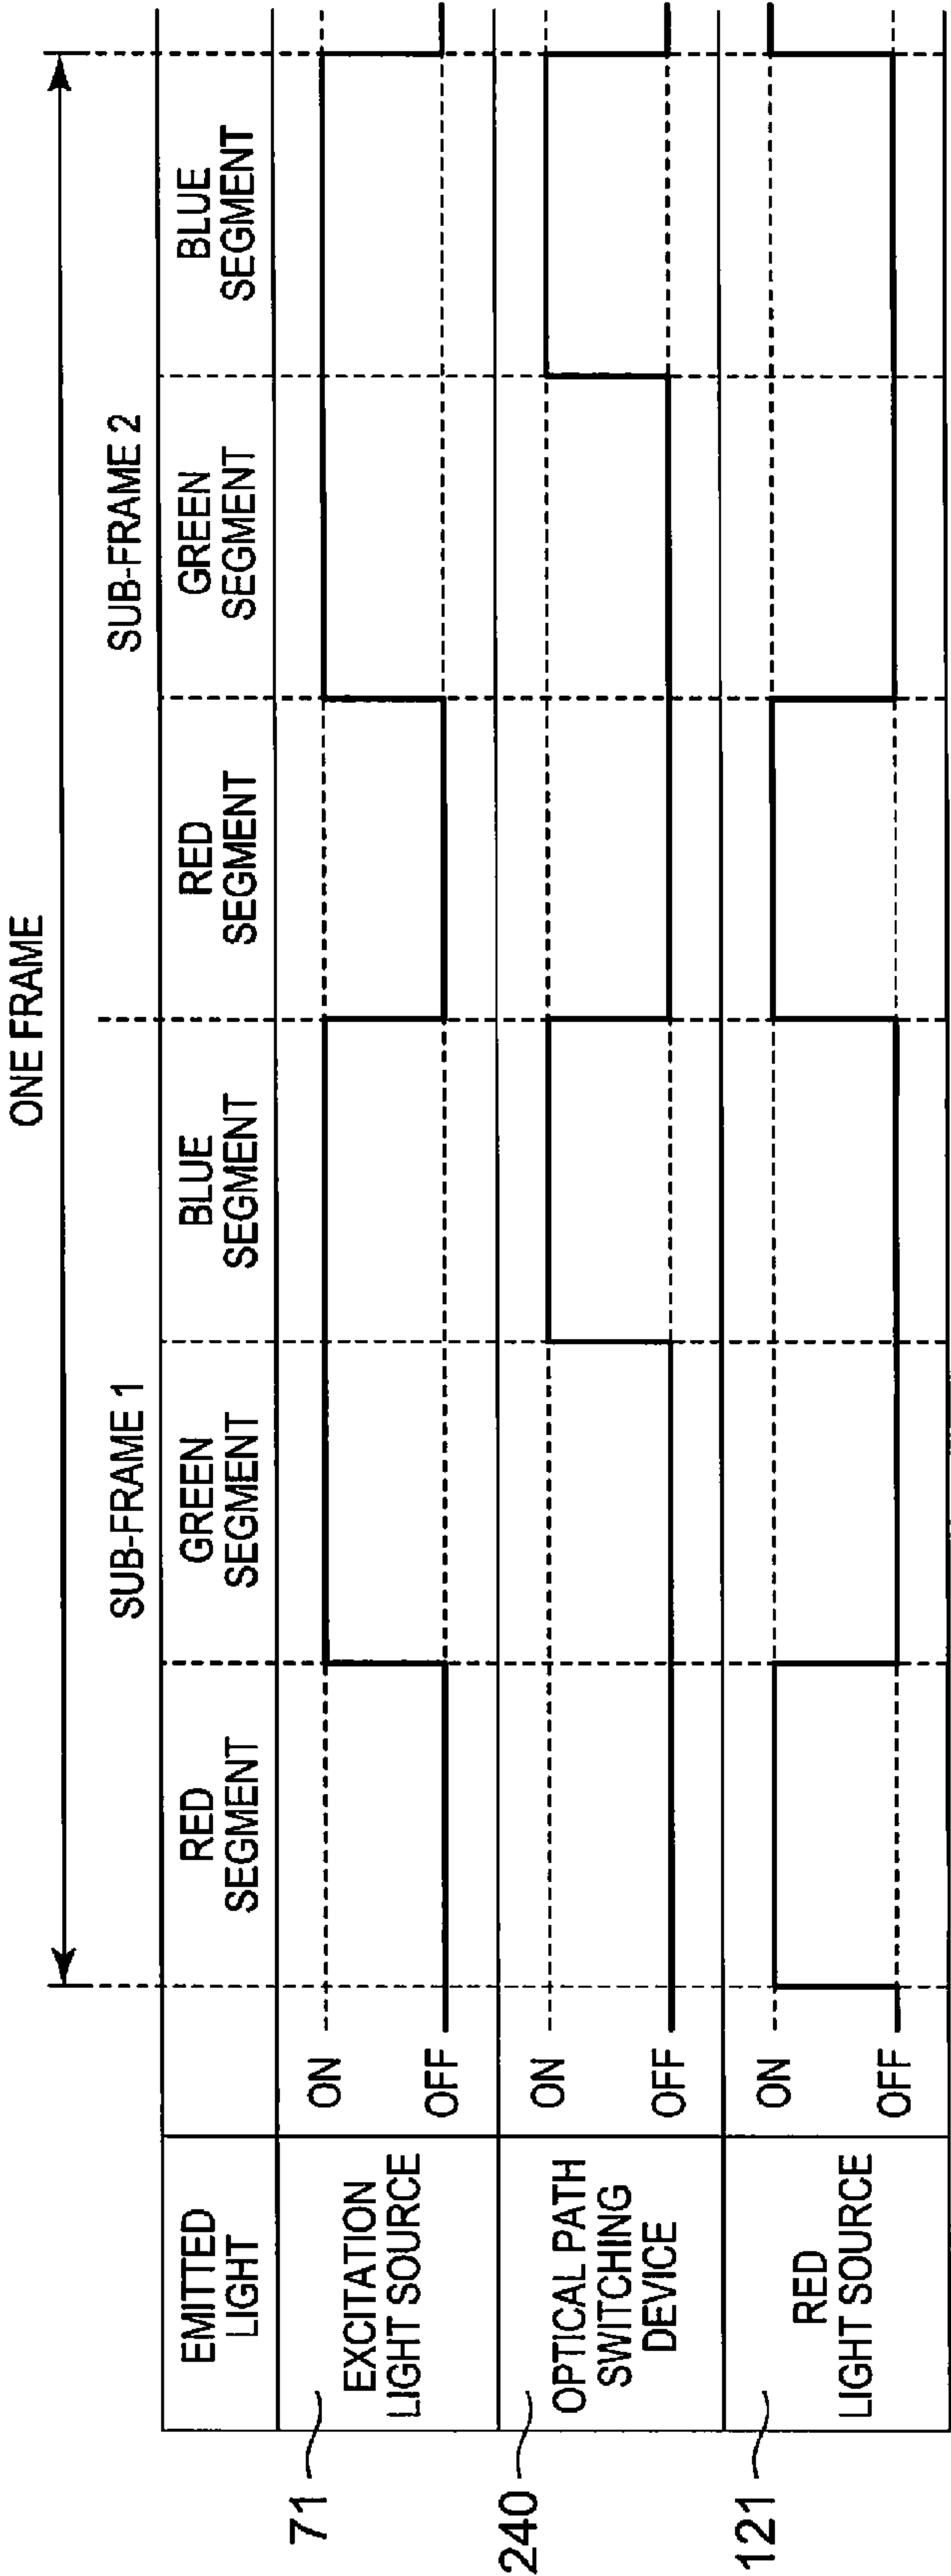 ONE FRAME
SUB-FRAME 1
SUB-FRAME 2
EMITTED
LIGHT
RED
SEGMENT
GREEN
SEGMENT
BLUE
SEGMENT
RED
SEGMENT
GREEN
SEGMENT
BLUE
SEGMENT
71
EXCITATION
LIGHT SOURCE
ON
OFF
240
OPTICAL PATH
SWITCHING
DEVICE
ON
OFF
121
RED
LIGHT SOURCE
ON
OFF